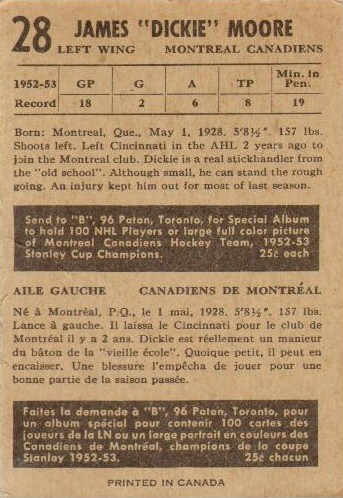 28 JAMES "DICKIE" MOORE
LEFT WING MONTREAL CANADIENS
1952-53 GP G A TP Min. in Pen.
Record 18 2 6 8 19
Born: Montreal, Que., May 1, 1928. 5'8½". 157 lbs.
Shoots left. Left Cincinnati in the AHL 2 years ago to
join the Montreal club. Dickie is a real stickhandler from
the "old school". Although small, he can stand the rough
going. An injury kept him out for most of last season.
Send to "B", 96 Paton, Toronto, for Special Album
to hold 100 NHL Players or large full color picture
of Montreal Canadiens Hockey Team, 1952-53
Stanley Cup Champions. 25¢ each
AILE GAUCHE CANADIENS DE MONTRÉAL
Né à Montréal, P.Q., le 1 mai, 1928. 5'8½". 157 lbs.
Lance à gauche. Il laissa le Cincinnati pour le club de
Montréal il y a 2 ans. Dickie est réellement un manieur
du bâton de la "vieille école". Quoique petit, il peut en
encaisser. Une blessure l'empêcha de jouer pour une
bonne partie de la saison passée.
Faites la demande à "B", 96 Paton, Toronto, pour
un album spécial pour contenir 100 cartes des
joueurs de la LN ou un large portrait en couleurs des
Canadiens de Montréal, champions de la coupe
Stanley 1952-53. 25¢ chacun
PRINTED IN CANADA